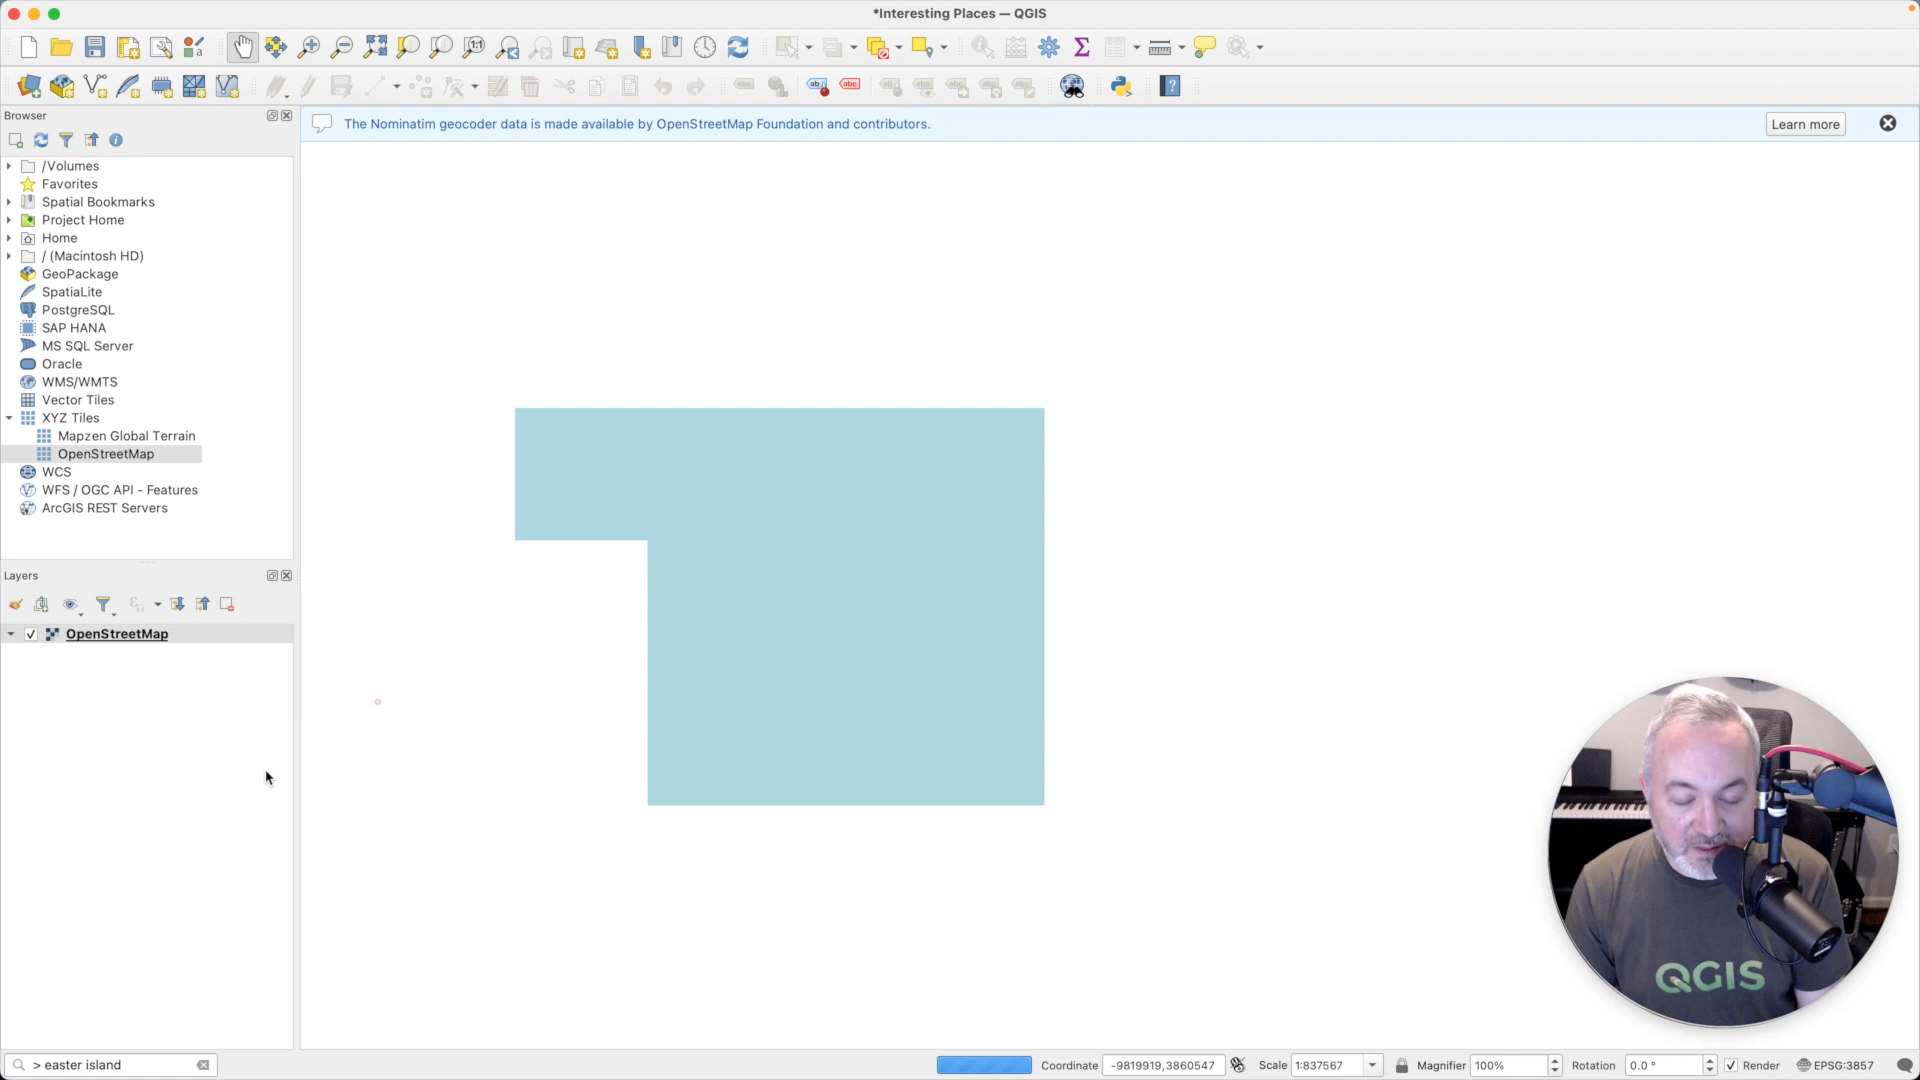 *Interesting Places — QGIS
Browser
The Nominatim geocoder data is made available by OpenStreetMap Foundation and contributors.
Learn more
/Volumes
Favorites
Spatial Bookmarks
Project Home
Home
/ (Macintosh HD)
GeoPackage
SpatiaLite
PostgreSQL
SAP HANA
MS SQL Server
Oracle
WMS/WMTS
Vector Tiles
XYZ Tiles
Mapzen Global Terrain
OpenStreetMap
WCS
WFS / OGC API - Features
ArcGIS REST Servers
Layers
OpenStreetMap
QGIS
> easter island
Coordinate -9819919,3860547 Scale 1:837567 Magnifier 100% Rotation 0.0 ° Render EPSG:3857